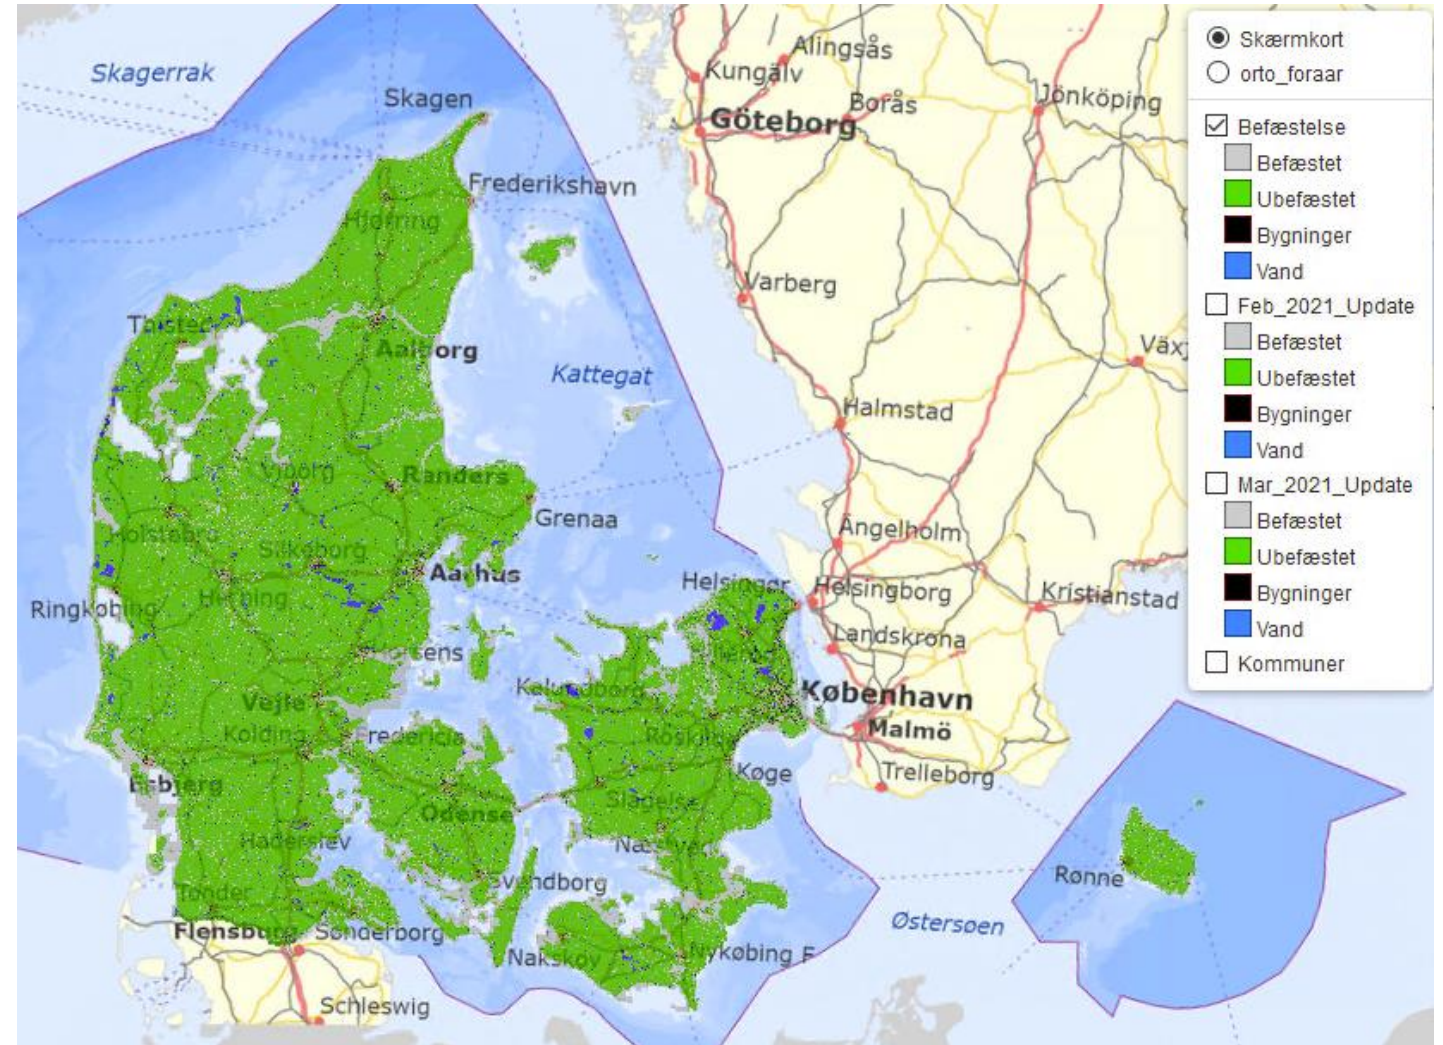 Skagerrak
Skagen
Frederikshavn
Hjørring
Thisted
Aalborg
Kattegat
Viborg
Randers
Grenaa
Holstebro
Silkeborg
Aarhus
Herning
Ringkøbing
Horsens
Vejle
Kolding
Fredericia
Esbjerg
Odense
Haderslev
Svendborg
Tønder
Flensburg
Sønderborg
Schleswig
Helsingør
Kalundborg
Roskilde
København
Køge
Slagelse
Næstved
Nakskov
Nykøbing F
Østersøen
Rønne
Alingsås
Kungälv
Borås
Göteborg
Jönköping
Varberg
Växj
Halmstad
Ängelholm
Helsingborg
Kristianstad
Landskrona
Malmö
Trelleborg
Skærmkort
orto_foraar
Befæstelse
Befæstet
Ubefæstet
Bygninger
Vand
Feb_2021_Update
Befæstet
Ubefæstet
Bygninger
Vand
Mar_2021_Update
Befæstet
Ubefæstet
Bygninger
Vand
Kommuner